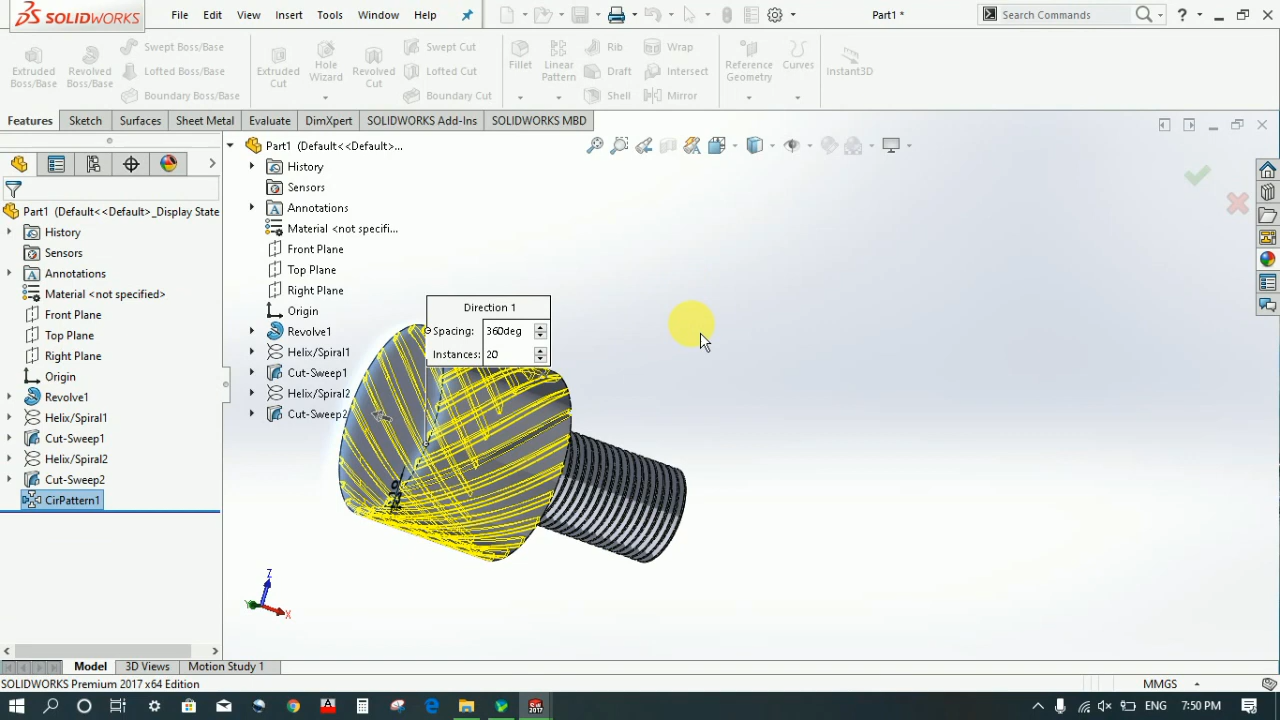 SOLIDWORKS
File Edit View Insert Tools Window Help
Part1 *
Search Commands
Extruded Boss/Base
Revolved Boss/Base
Swept Boss/Base
Lofted Boss/Base
Boundary Boss/Base
Extruded Cut
Hole Wizard
Revolved Cut
Swept Cut
Lofted Cut
Boundary Cut
Fillet
Linear Pattern
Rib
Draft
Shell
Wrap
Intersect
Mirror
Reference Geometry
Curves
Instant3D
Features Sketch Surfaces Sheet Metal Evaluate DimXpert SOLIDWORKS Add-Ins SOLIDWORKS MBD
Part1 (Default<<Default>_Display State
History
Sensors
Annotations
Material <not specified>
Front Plane
Top Plane
Right Plane
Origin
Revolve1
Helix/Spiral1
Cut-Sweep1
Helix/Spiral2
Cut-Sweep2
CirPattern1
Part1 (Default<<Default>...
History
Sensors
Annotations
Material <not specifi...
Front Plane
Top Plane
Right Plane
Origin
Revolve1
Helix/Spiral1
Cut-Sweep1
Helix/Spiral2
Cut-Sweep2
Direction 1
Spacing: 360deg
Instances: 20
Z
Y
X
Model 3D Views Motion Study 1
SOLIDWORKS Premium 2017 x64 Edition
MMGS
ENG 7:50 PM